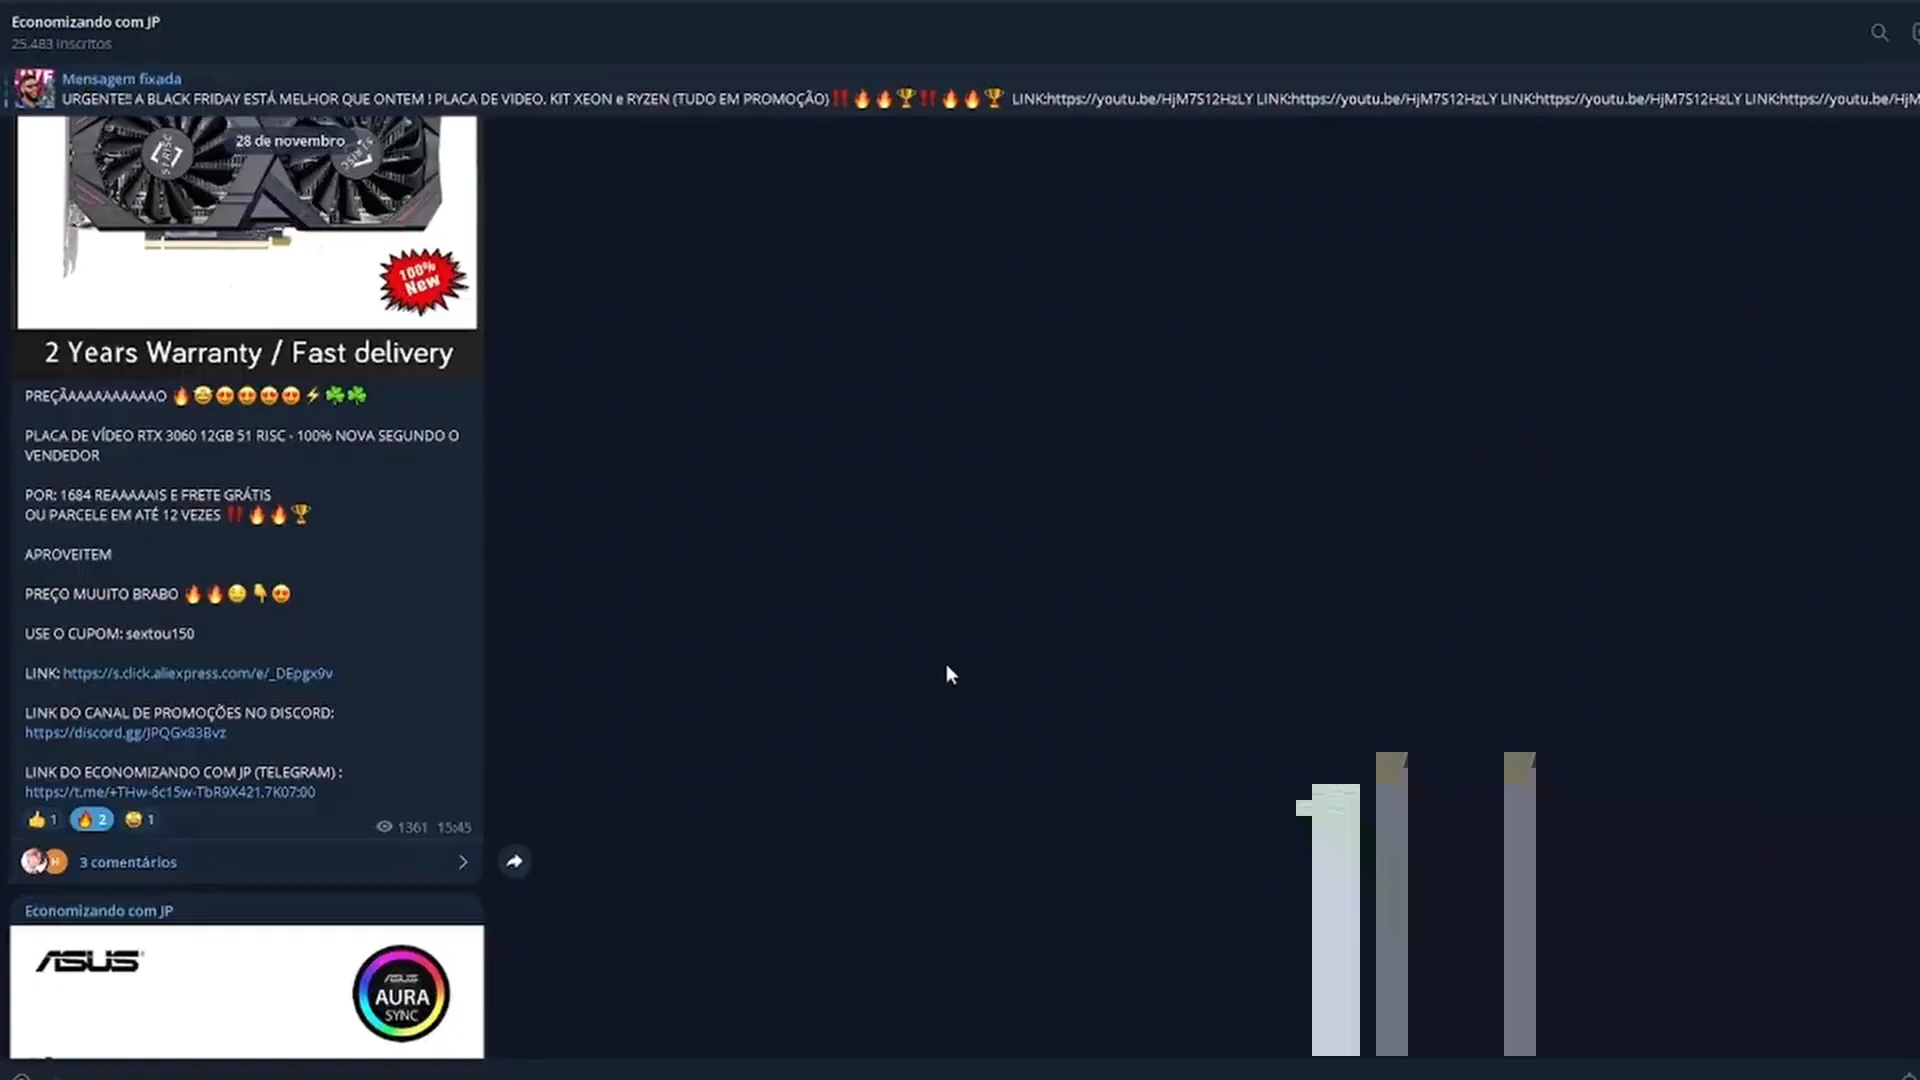 Economizando com JP
25.483 inscritos
Mensagem fixada
URGENTE!! A BLACK FRIDAY ESTÁ MELHOR QUE ONTEM ! PLACA DE VIDEO. KIT XEON e RYZEN (TUDO EM PROMOÇÃO)‼️🔥🔥🏆‼️🔥🔥🏆 LINK:https://youtu.be/HjM7S12HzLY LINK:https://youtu.be/HjM7S12HzLY LINK:https://youtu.be/HjM7S12HzLY LINK:https://youtu.be/HjM
28 de novembro
51RISC
51RISC
100%
New
2 Years Warranty / Fast delivery
PREÇÃAAAAAAAAAAO 🔥🤩😍😍😍😍⚡☘️☘️
PLACA DE VÍDEO RTX 3060 12GB 51 RISC - 100% NOVA SEGUNDO O
VENDEDOR
POR: 1684 REAAAAAIS E FRETE GRÁTIS
OU PARCELE EM ATÉ 12 VEZES ‼️🔥🔥🏆
APROVEITEM
PREÇO MUUITO BRABO 🔥🔥😂👇😍
USE O CUPOM: sextou150
LINK: https://s.click.aliexpress.com/e/_DEpgx9v
LINK DO CANAL DE PROMOÇÕES NO DISCORD:
https://discord.gg/JPQGx83Bvz
LINK DO ECONOMIZANDO COM JP (TELEGRAM) :
https://t.me/+THw-6c15w-TbR9X421.7K07:00
👍 1 🔥 2 🤩 1
1361 15:45
H
3 comentários
Economizando com JP
ASUS
ASUS
AURA
SYNC